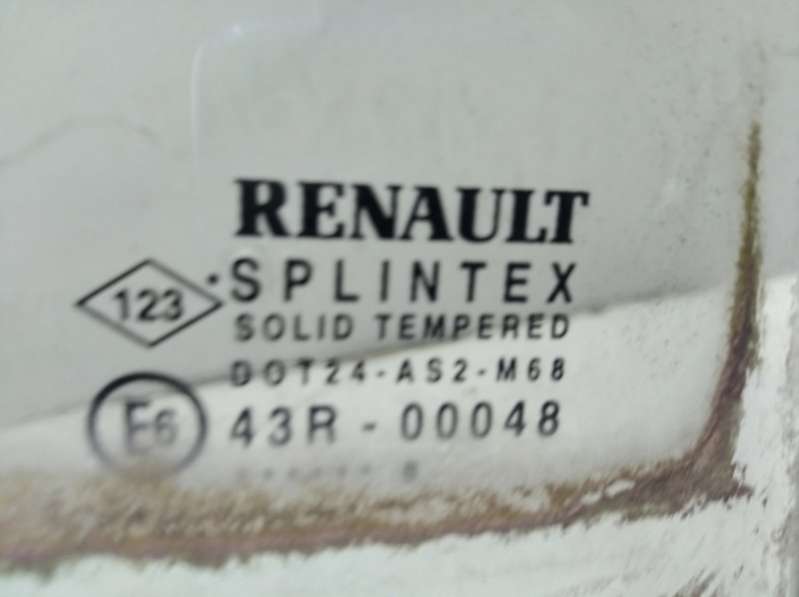 RENAULT
123
SPLINTEX
SOLID TEMPERED
DOT24-AS2-M68
E6
43R-00048